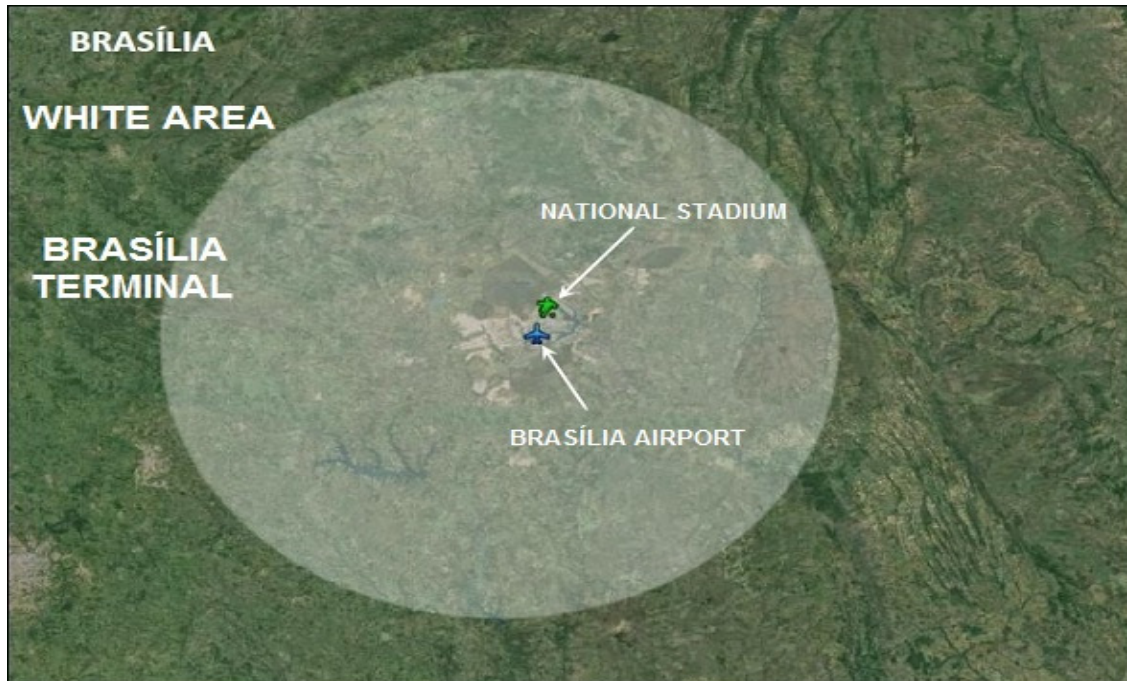 BRASÍLIA
WHITE AREA
NATIONAL STADIUM
BRASÍLIA
TERMINAL
BRASÍLIA AIRPORT